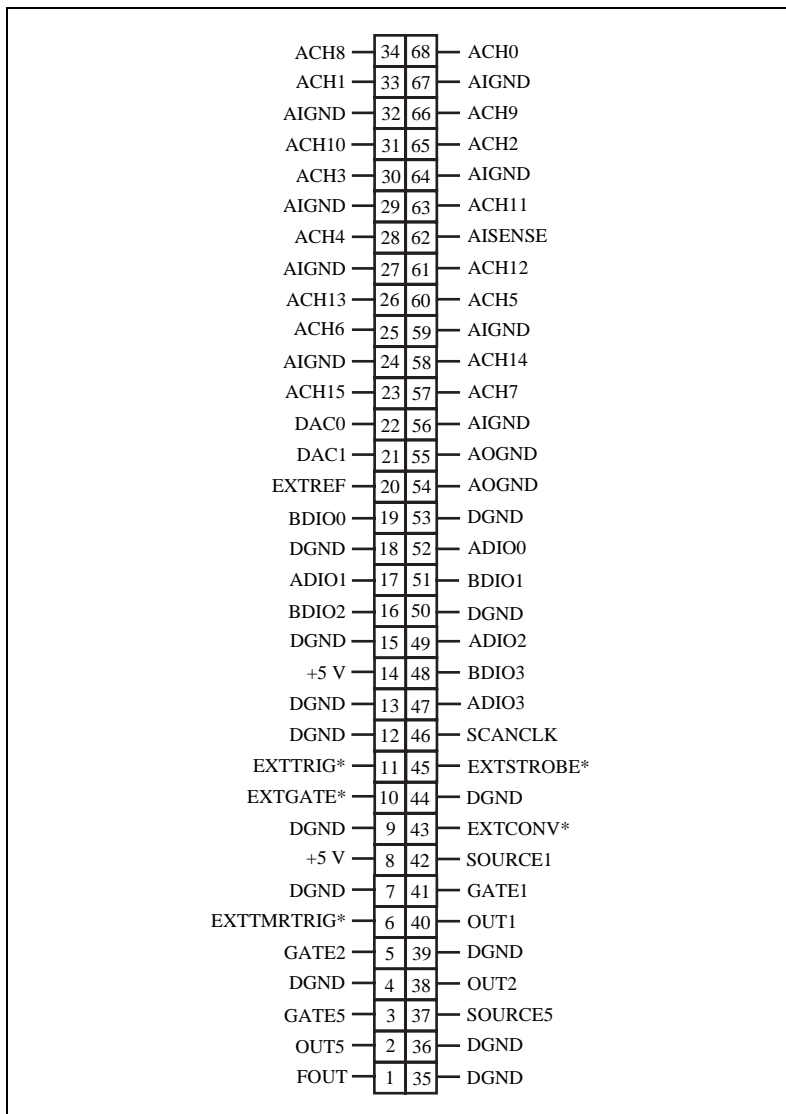 ACH8 34 68 ACH0
ACH1 33 67 AIGND
AIGND 32 66 ACH9
ACH10 31 65 ACH2
ACH3 30 64 AIGND
AIGND 29 63 ACH11
ACH4 28 62 AISENSE
AIGND 27 61 ACH12
ACH13 26 60 ACH5
ACH6 25 59 AIGND
AIGND 24 58 ACH14
ACH15 23 57 ACH7
DAC0 22 56 AIGND
DAC1 21 55 AOGND
EXTREF 20 54 AOGND
BDIO0 19 53 DGND
DGND 18 52 ADIO0
ADIO1 17 51 BDIO1
BDIO2 16 50 DGND
DGND 15 49 ADIO2
+5 V 14 48 BDIO3
DGND 13 47 ADIO3
DGND 12 46 SCANCLK
EXTTRIG* 11 45 EXTSTROBE*
EXTGATE* 10 44 DGND
DGND 9 43 EXTCONV*
+5 V 8 42 SOURCE1
DGND 7 41 GATE1
EXTTMRTRIG* 6 40 OUT1
GATE2 5 39 DGND
DGND 4 38 OUT2
GATE5 3 37 SOURCE5
OUT5 2 36 DGND
FOUT 1 35 DGND